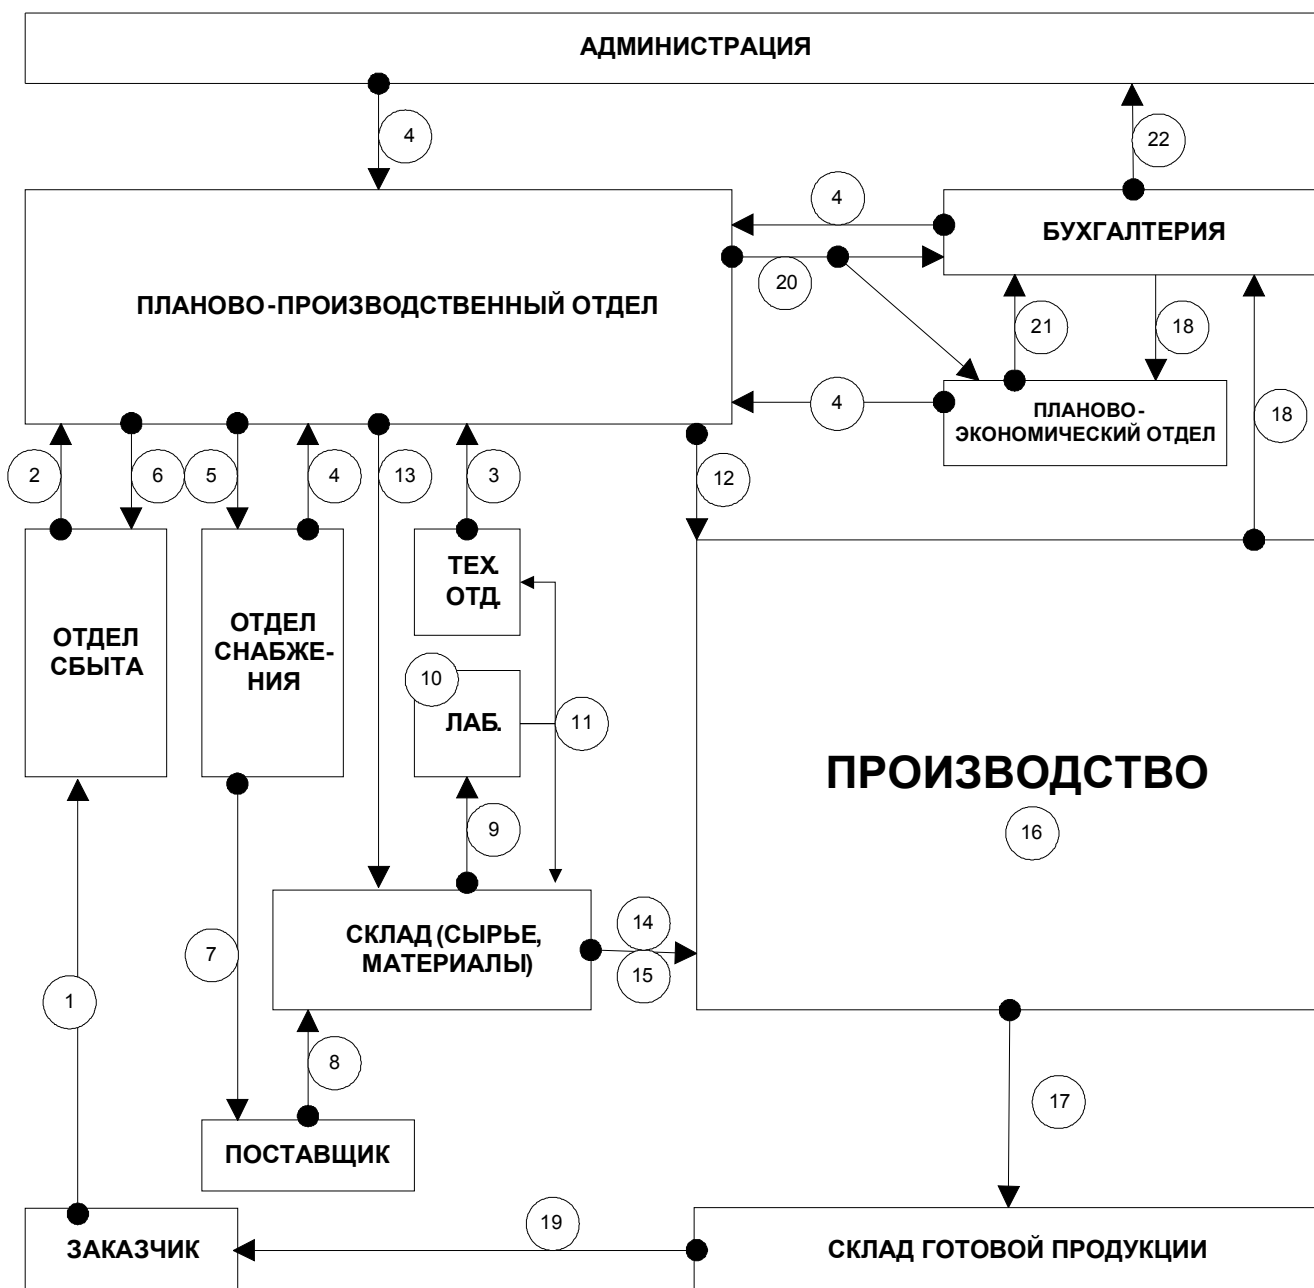 АДМИНИСТРАЦИЯ
4
22
4
БУХГАЛТЕРИЯ
20
ПЛАНОВО-ПРОИЗВОДСТВЕННЫЙ ОТДЕЛ
21
18
4
ПЛАНОВО-
ЭКОНОМИЧЕСКИЙ ОТДЕЛ
18
2
6
5
4
13
3
12
ТЕХ.
ОТД.
ОТДЕЛ
СБЫТА
ОТДЕЛ
СНАБЖЕ-
НИЯ
10
ЛАБ.
11
ПРОИЗВОДСТВО
16
9
14
СКЛАД (СЫРЬЕ,
МАТЕРИАЛЫ)
7
15
1
8
17
ПОСТАВЩИК
19
ЗАКАЗЧИК
СКЛАД ГОТОВОЙ ПРОДУКЦИИ